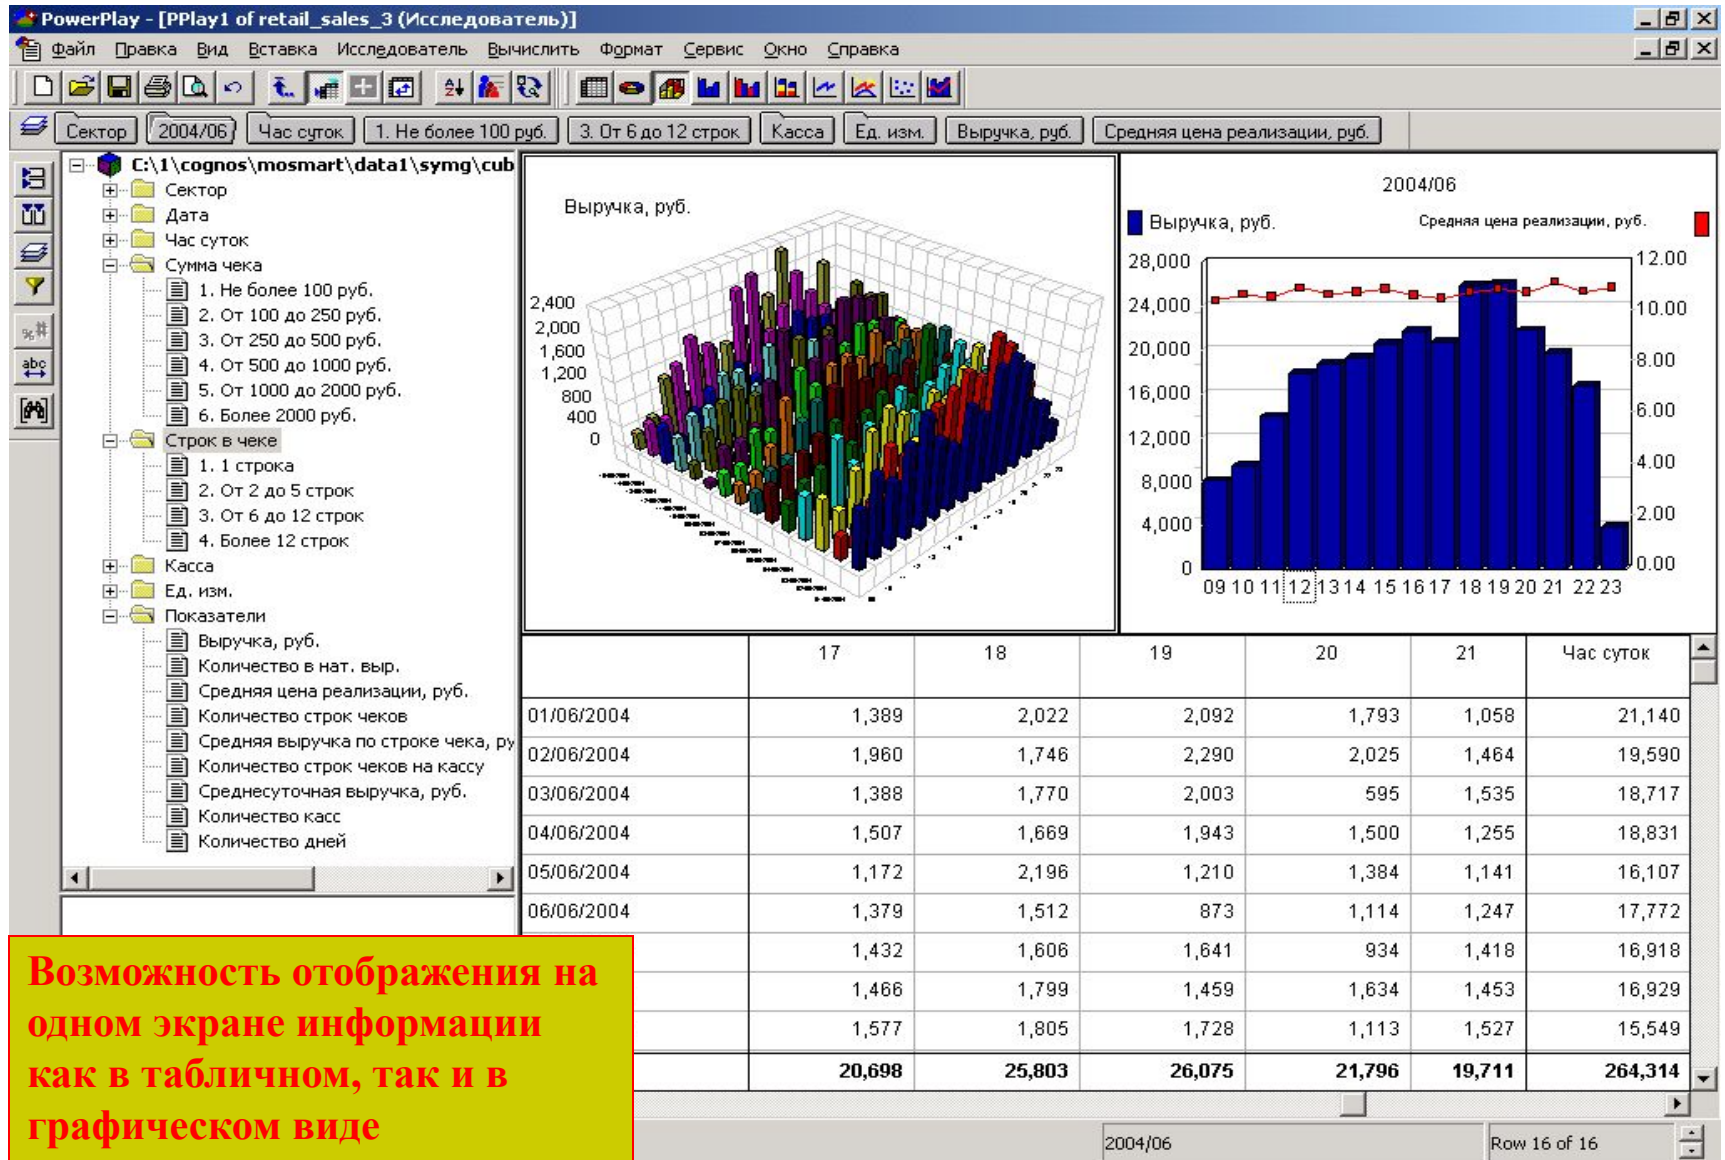 PowerPlay - [PPlay1 of retail_sales_3 (Исследователь)]
Файл Правка Вид Вставка Исследователь Вычислить Формат Сервис Окно Справка
Сектор 2004/06 Час суток 1. Не более 100 руб. 3. От 6 до 12 строк Касса Ед. изм. Выручка, руб. Средняя цена реализации, руб.
C:\1\cognos\mosmart\data1\symg\cub
Сектор
Дата
Час суток
Сумма чека
1. Не более 100 руб.
2. От 100 до 250 руб.
3. От 250 до 500 руб.
4. От 500 до 1000 руб.
5. От 1000 до 2000 руб.
6. Более 2000 руб.
Строк в чеке
1. 1 строка
2. От 2 до 5 строк
3. От 6 до 12 строк
4. Более 12 строк
Касса
Ед. изм.
Показатели
Выручка, руб.
Количество в нат. выр.
Средняя цена реализации, руб.
Количество строк чеков
Средняя выручка по строке чека, ру
Количество строк чеков на кассу
Среднесуточная выручка, руб.
Количество касс
Количество дней
Выручка, руб.
2,400
2,000
1,600
1,200
800
400
0
2004/06
Выручка, руб. Средняя цена реализации, руб.
28,000
24,000
20,000
16,000
12,000
8,000
4,000
0
12.00
10.00
8.00
6.00
4.00
2.00
0.00
09 10 11 12 13 14 15 16 17 18 19 20 21 22 23
17 18 19 20 21 Час суток
01/06/2004 1,389 2,022 2,092 1,793 1,058 21,140
02/06/2004 1,960 1,746 2,290 2,025 1,464 19,590
03/06/2004 1,388 1,770 2,003 595 1,535 18,717
04/06/2004 1,507 1,669 1,943 1,500 1,255 18,831
05/06/2004 1,172 2,196 1,210 1,384 1,141 16,107
06/06/2004 1,379 1,512 873 1,114 1,247 17,772
1,432 1,606 1,641 934 1,418 16,918
1,466 1,799 1,459 1,634 1,453 16,929
1,577 1,805 1,728 1,113 1,527 15,549
20,698 25,803 26,075 21,796 19,711 264,314
Возможность отображения на
одном экране информации
как в табличном, так и в
графическом виде
2004/06 Row 16 of 16